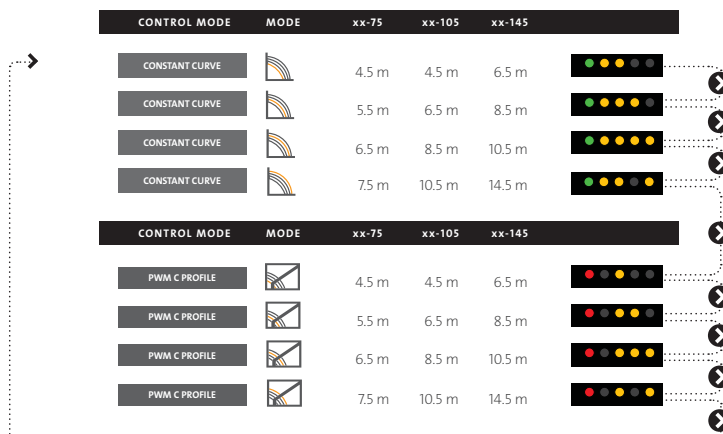 CONTROL MODE MODE xx-75 xx-105 xx-145
CONSTANT CURVE 4.5 m 4.5 m 6.5 m
CONSTANT CURVE 5.5 m 6.5 m 8.5 m
CONSTANT CURVE 6.5 m 8.5 m 10.5 m
CONSTANT CURVE 7.5 m 10.5 m 14.5 m
CONTROL MODE MODE xx-75 xx-105 xx-145
PWM C PROFILE 4.5 m 4.5 m 6.5 m
PWM C PROFILE 5.5 m 6.5 m 8.5 m
PWM C PROFILE 6.5 m 8.5 m 10.5 m
PWM C PROFILE 7.5 m 10.5 m 14.5 m